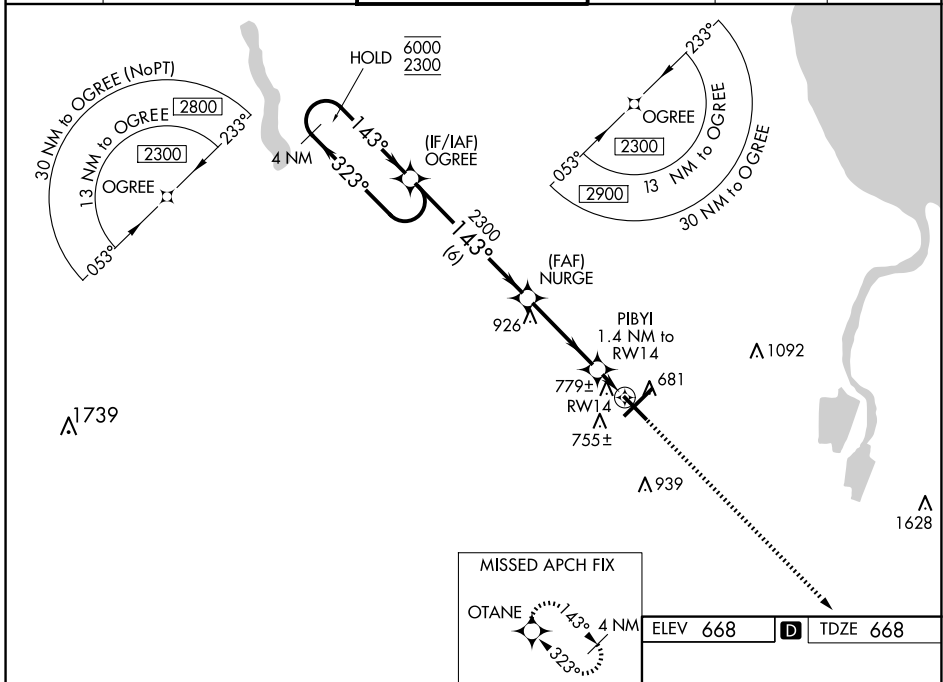 30 NM to OGREE (NoPT)
2800
13 NM to OGREE
233°
2300
OGREE
053°
HOLD
6000
2300
143°
323°
4 NM
(IF/IAF)
OGREE
2300
143°
(6)
(FAF)
NURGE
926
PIBYI
1.4 NM to
RW14
779±
RW14
681
755±
1092
939
1739
1628
233°
OGREE
2300
13 NM to OGREE
053°
2900
30 NM to OGREE
MISSED APCH FIX
OTANE
143°
4 NM
323°
ELEV 668
D
TDZE 668